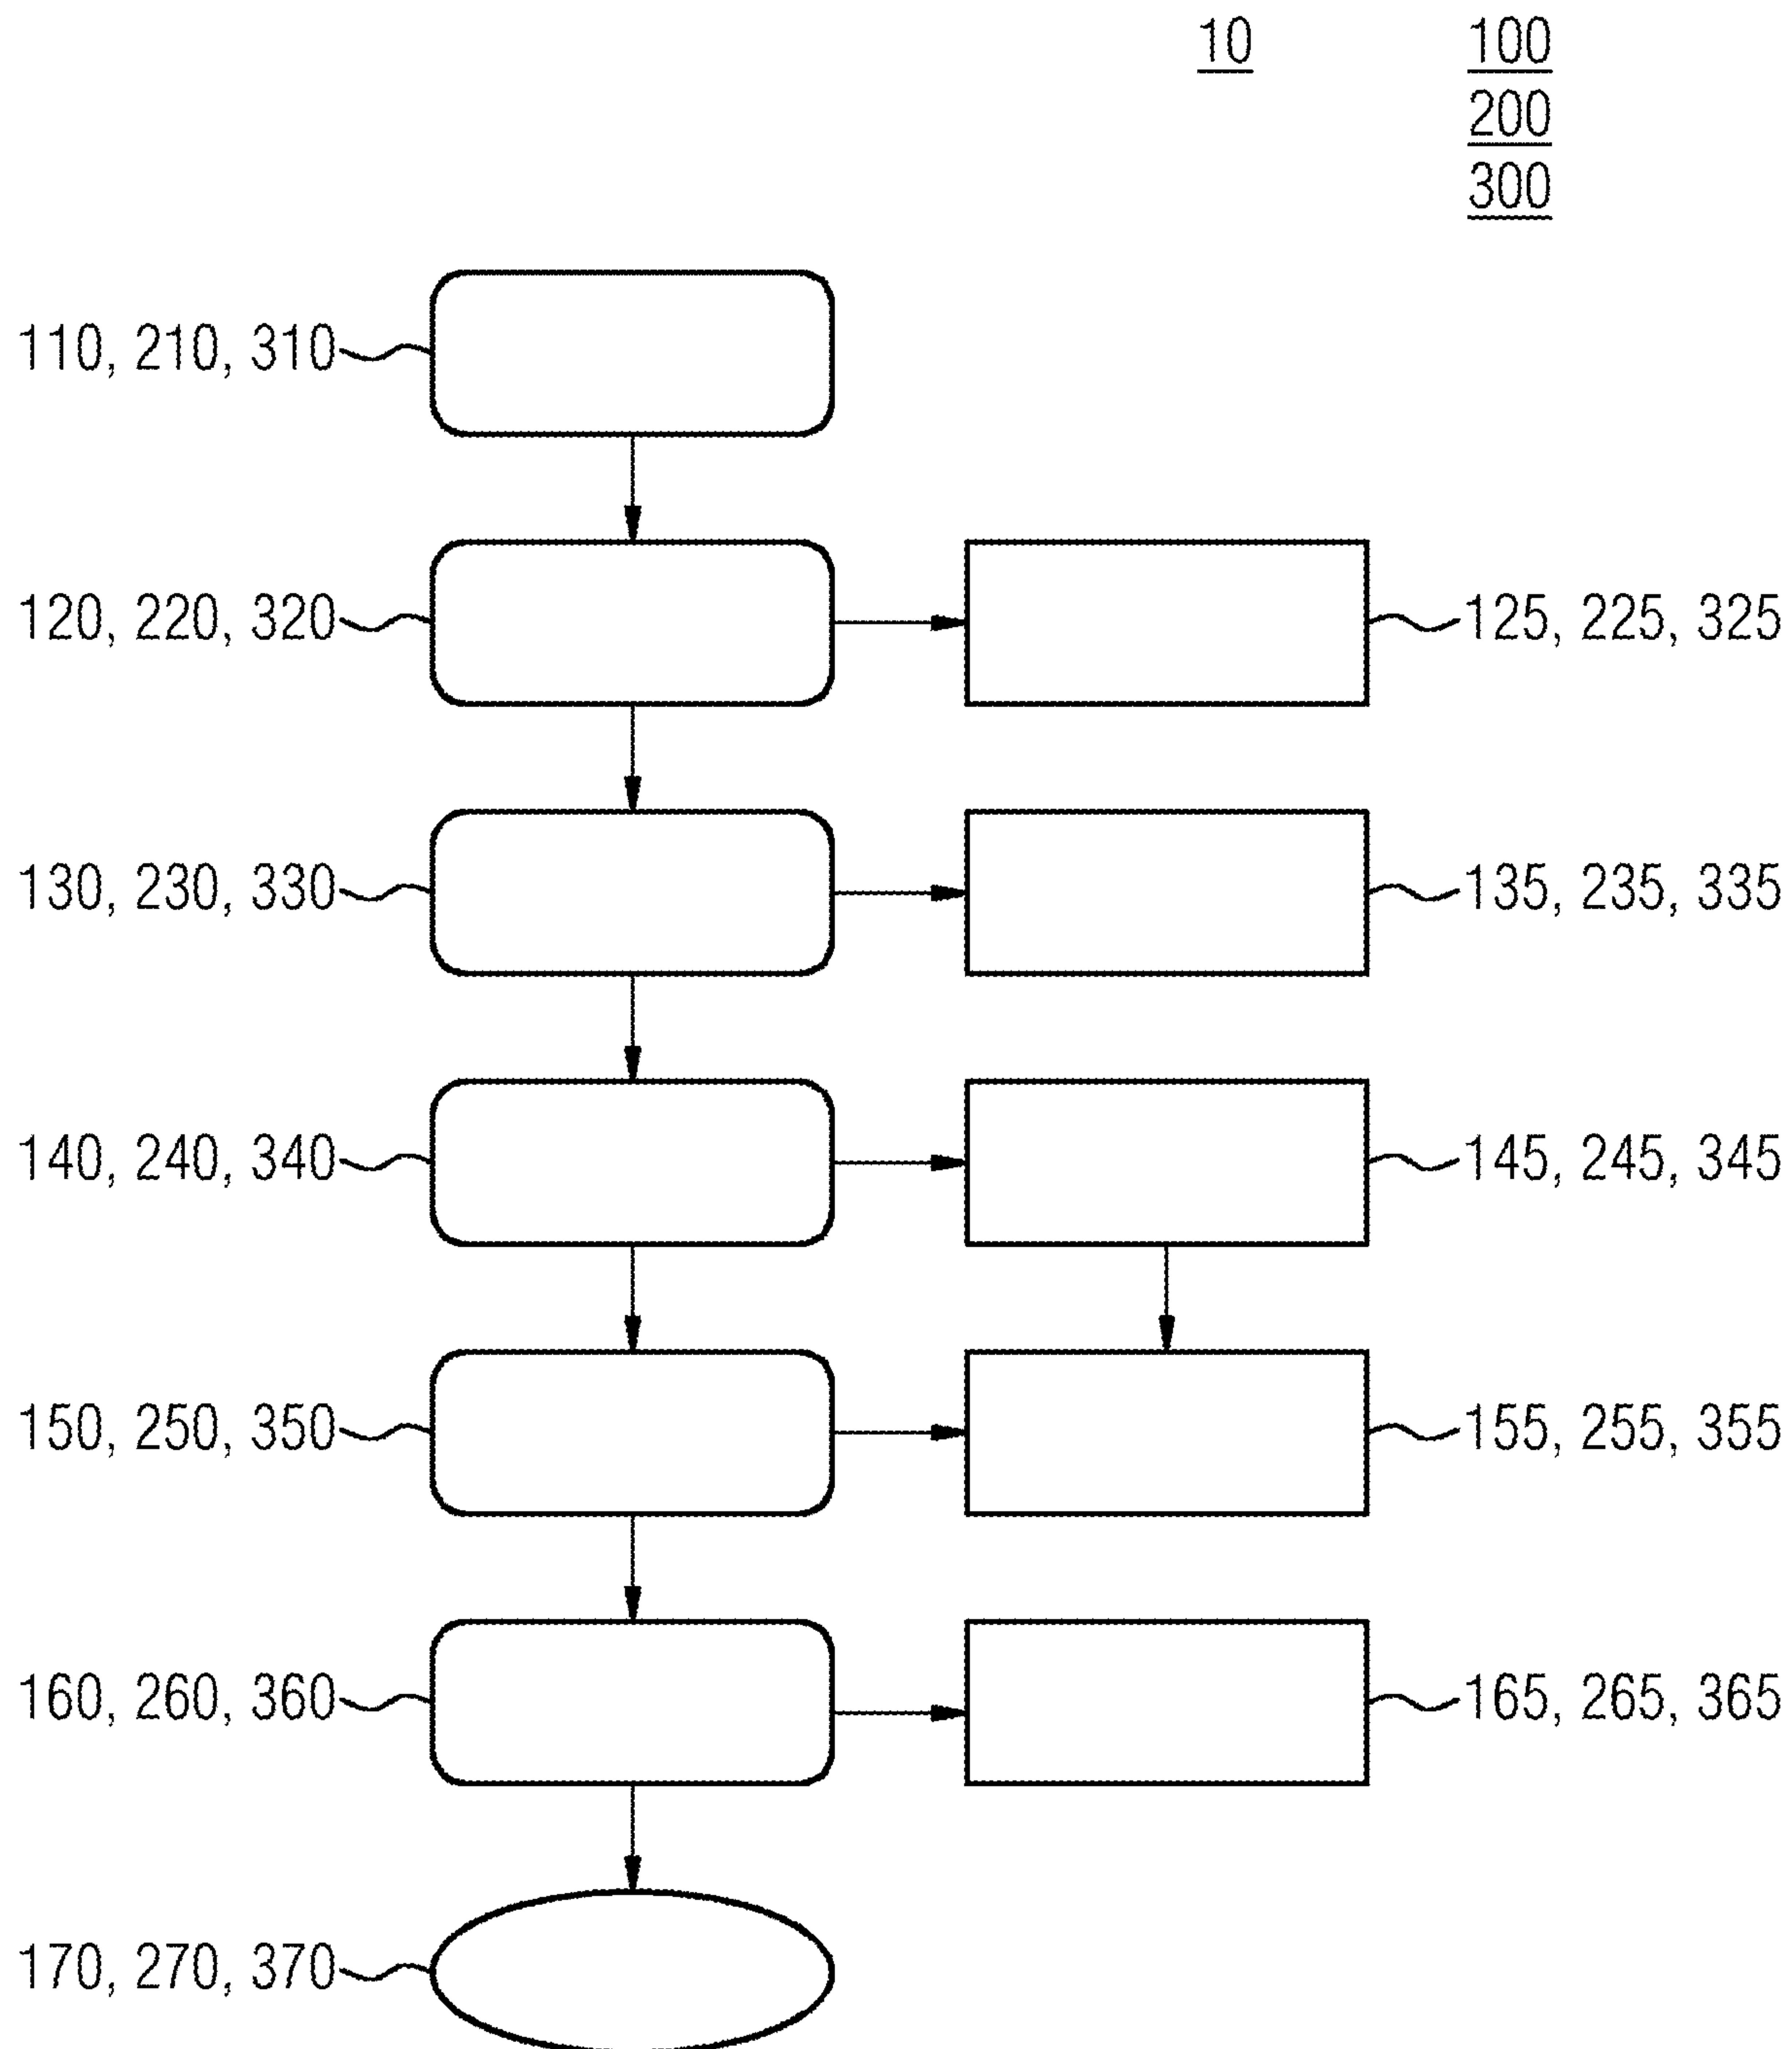 10 100
200
300
110, 210, 310
120, 220, 320 125, 225, 325
130, 230, 330 135, 235, 335
140, 240, 340 145, 245, 345
150, 250, 350 155, 255, 355
160, 260, 360 165, 265, 365
170, 270, 370